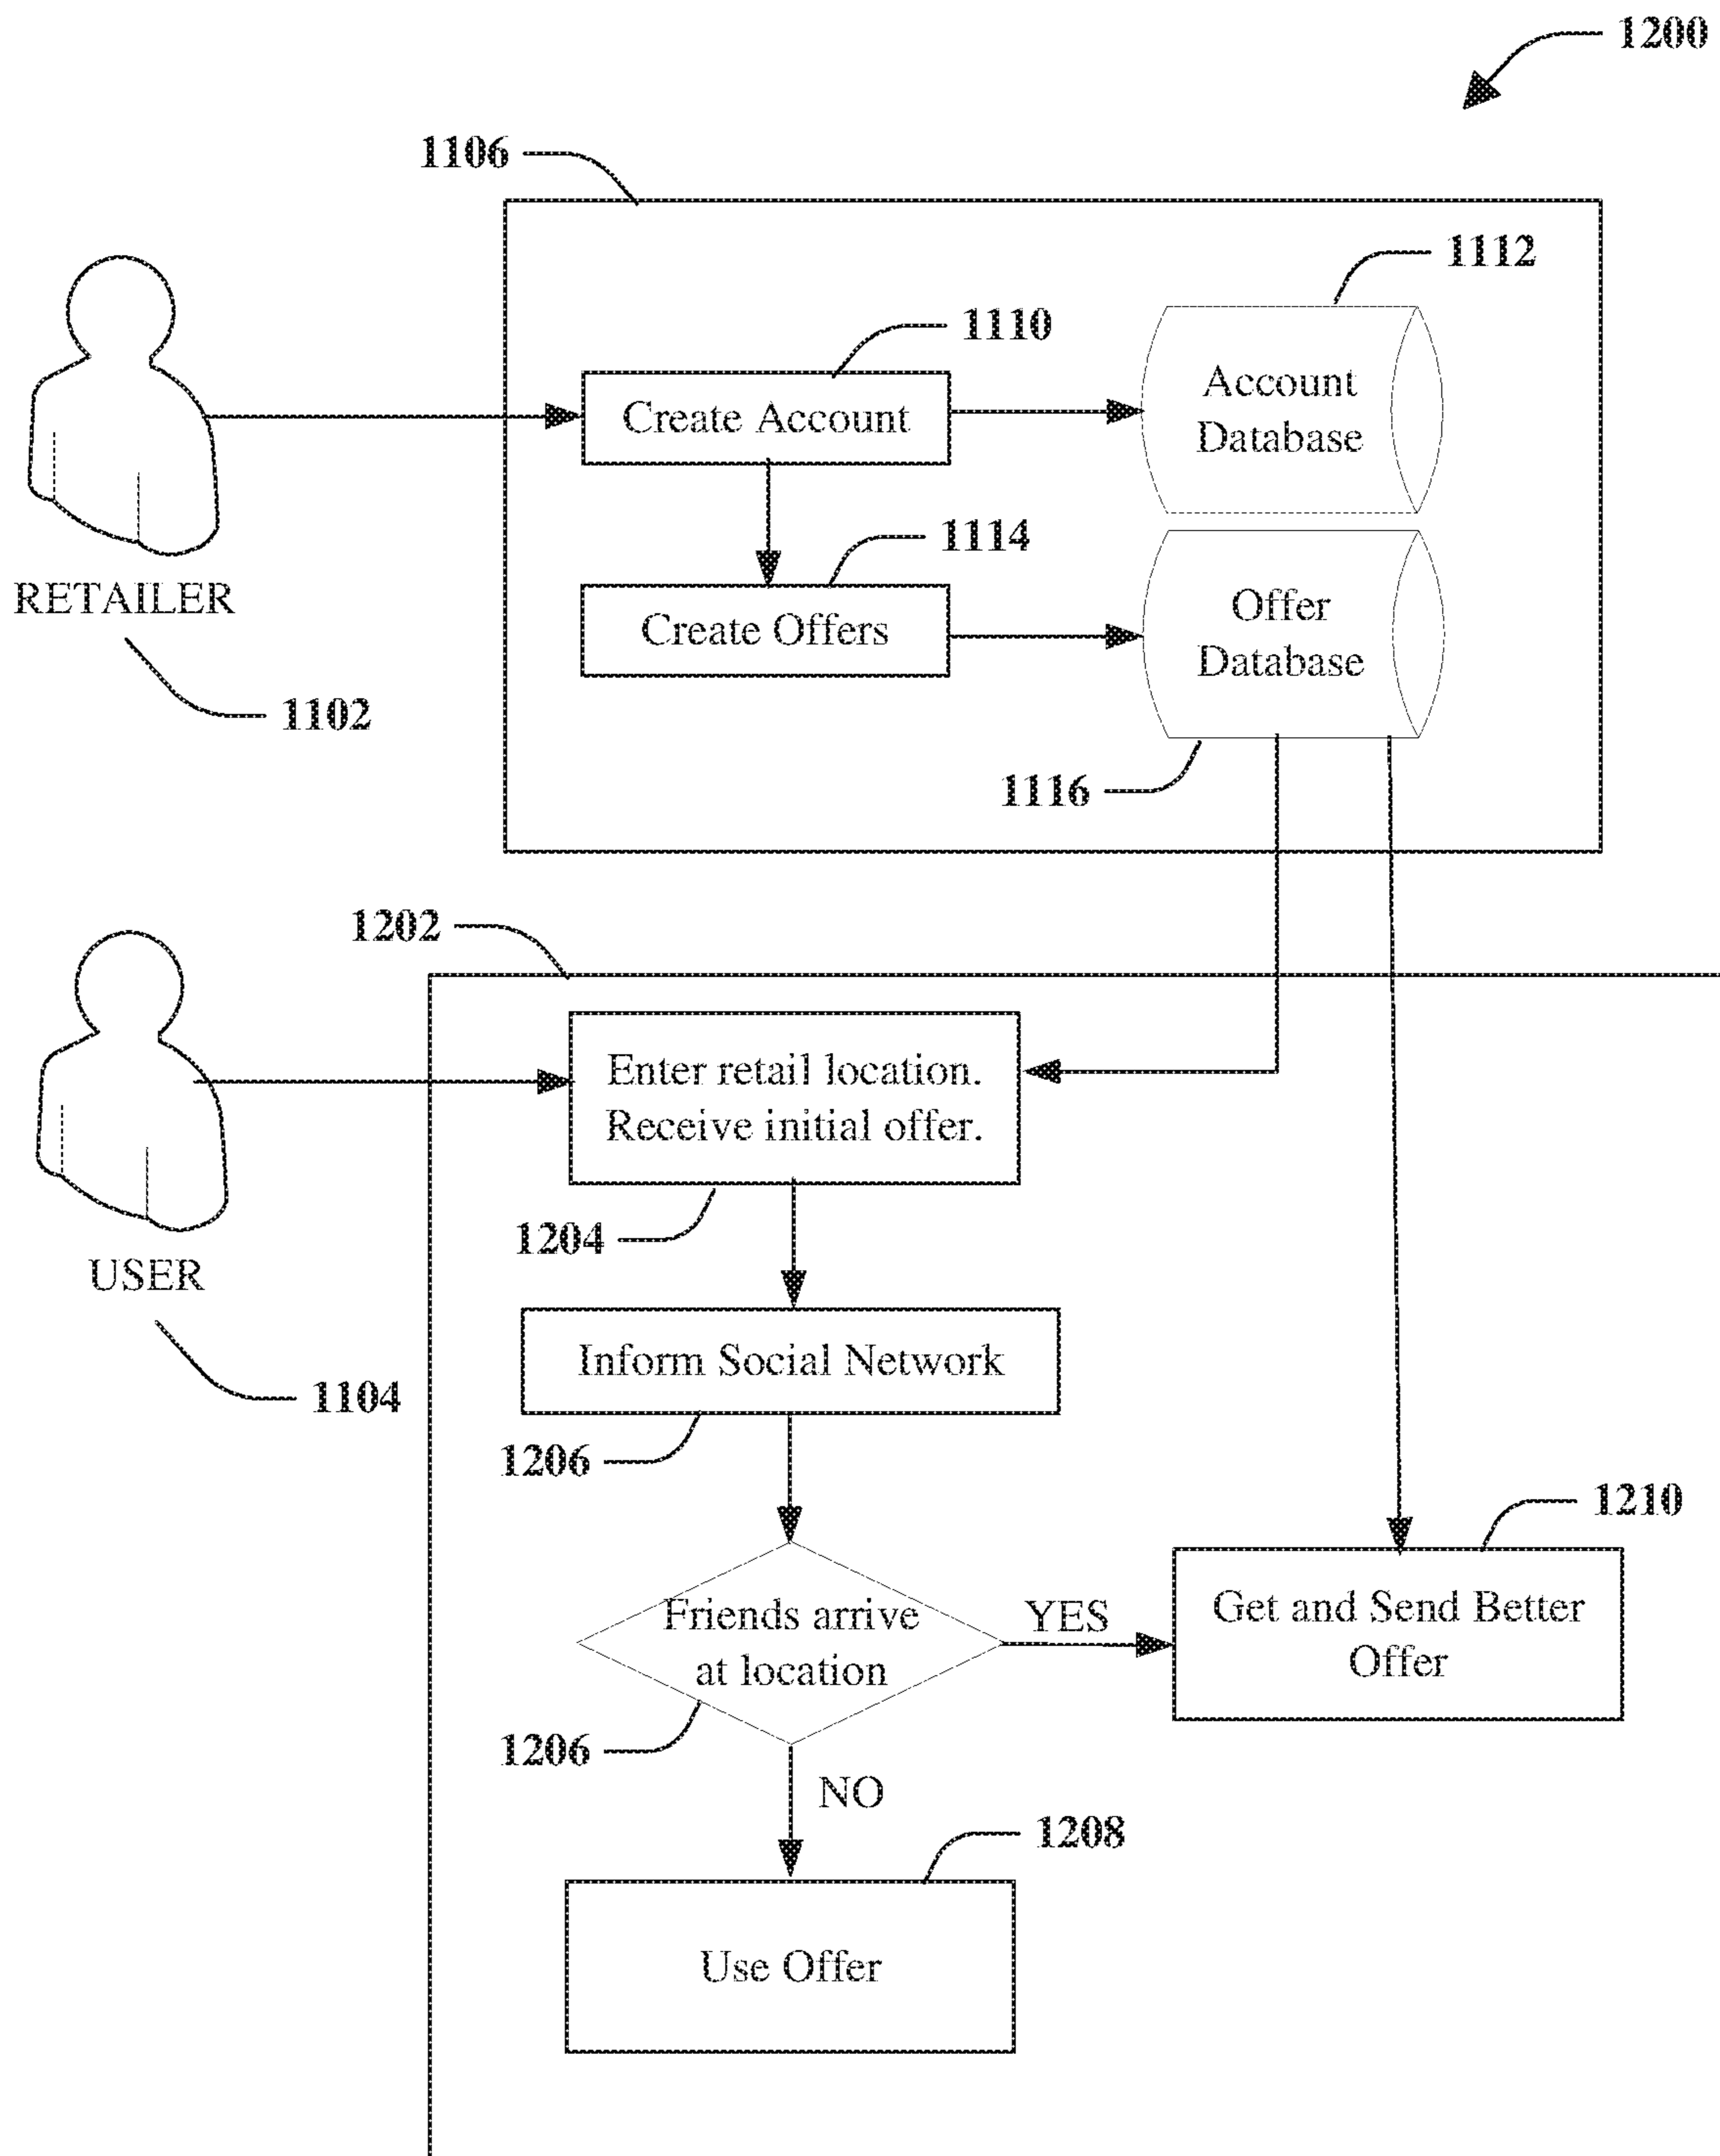 1200
1106
1112
1110
Account
Database
Create Account
1114
RETAILER
Create Offers
Offer
Database
1102
1116
1202
Enter retail location.
Receive initial offer.
1204
USER
Inform Social Network
1104
1206
1210
Friends arrive
at location
YES
Get and Send Better
Offer
1206
NO
1208
Use Offer